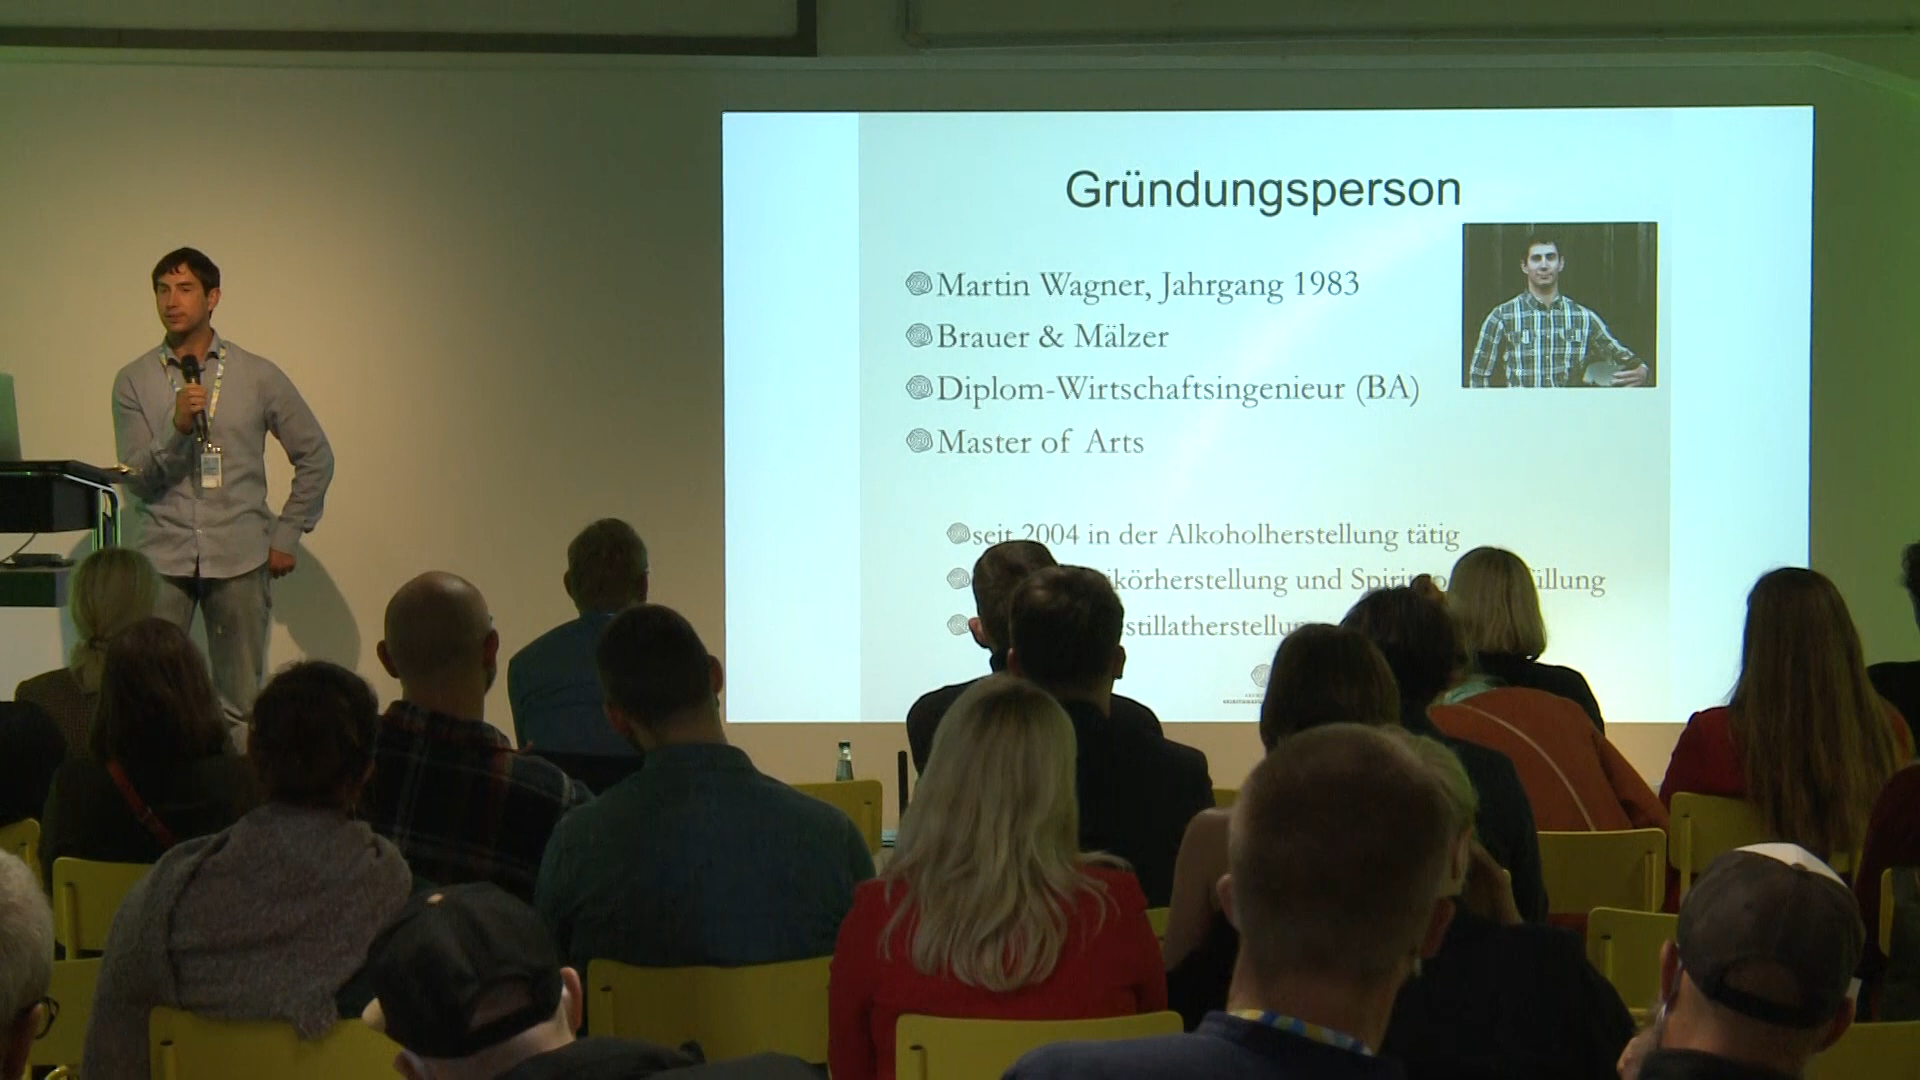 Gründungsperson
Martin Wagner, Jahrgang 1983
Brauer & Mälzer
Diplom-Wirtschaftsingenieur (BA)
Master of Arts
seit 2004 in der Alkoholherstellung tätig
und